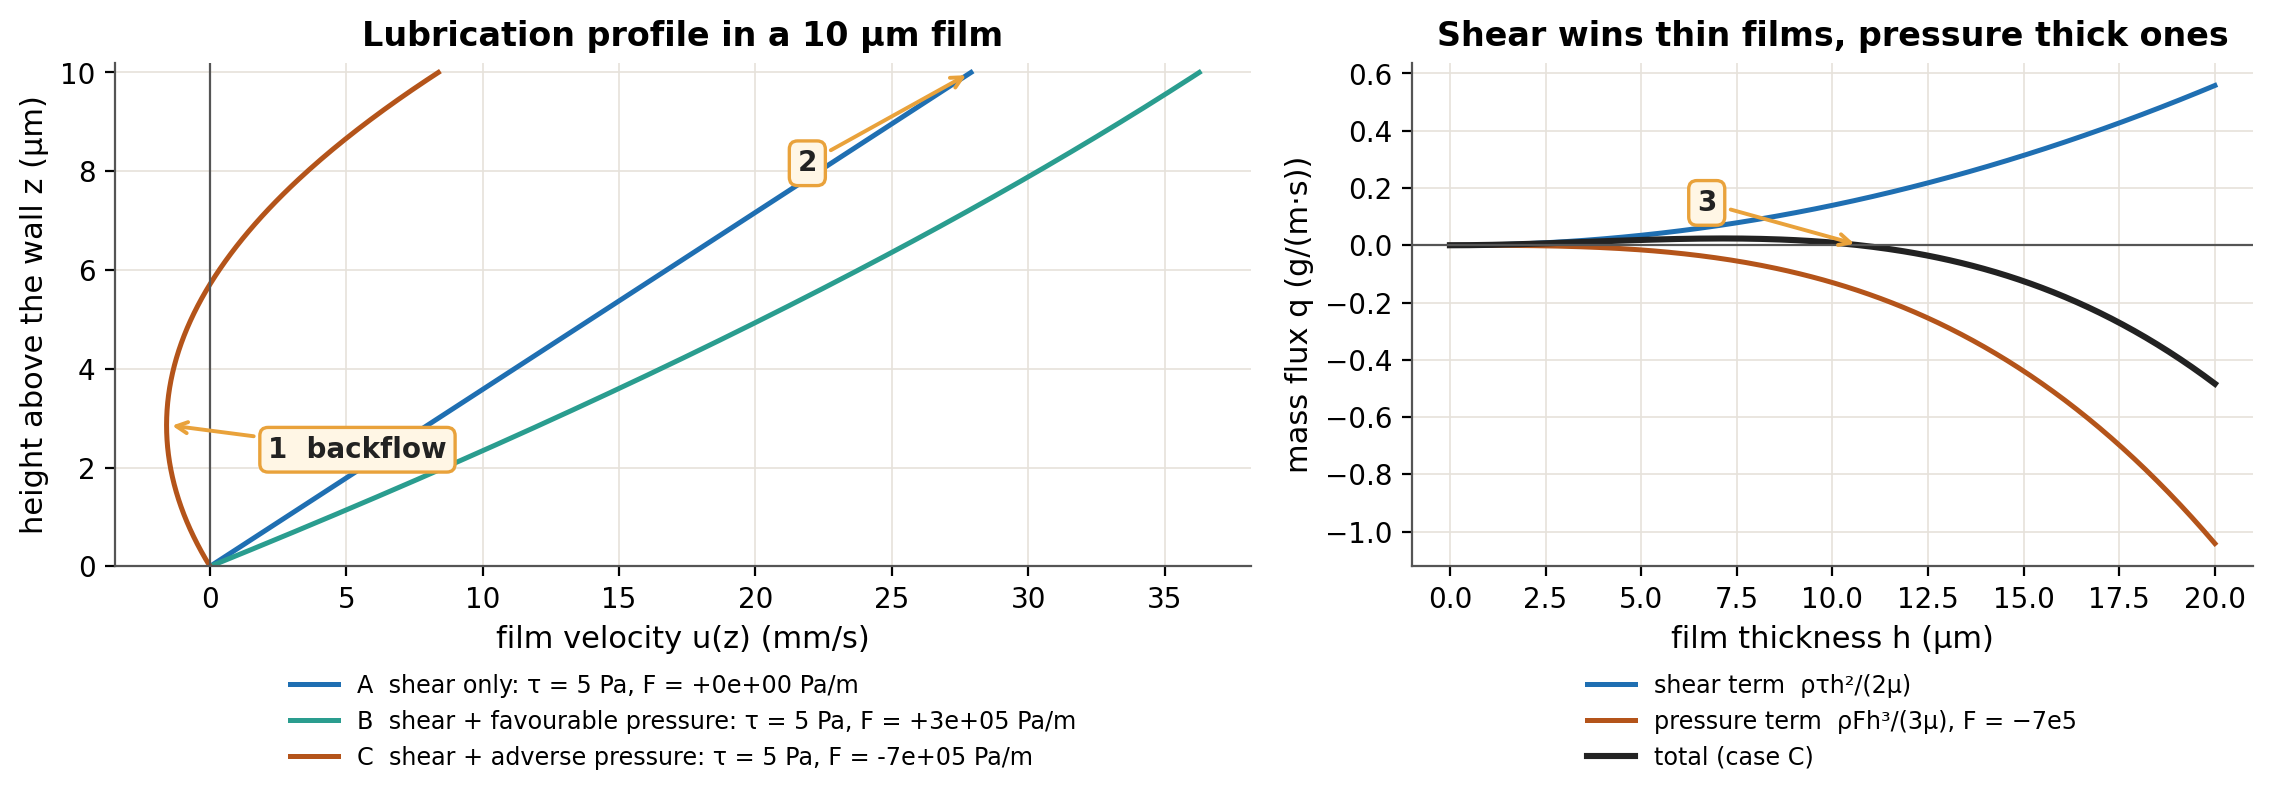 Lubrication profile in a 10 µm film
height above the wall z (µm)
10
8
6
4
2
0
2
1  backflow
0 5 10 15 20 25 30 35
film velocity u(z) (mm/s)
A  shear only: τ = 5 Pa, F = +0e+00 Pa/m
B  shear + favourable pressure: τ = 5 Pa, F = +3e+05 Pa/m
C  shear + adverse pressure: τ = 5 Pa, F = -7e+05 Pa/m
Shear wins thin films, pressure thick ones
mass flux q (g/(m·s))
0.6
0.4
0.2
0.0
−0.2
−0.4
−0.6
−0.8
−1.0
3
0.0 2.5 5.0 7.5 10.0 12.5 15.0 17.5 20.0
film thickness h (µm)
shear term  ρτh²/(2µ)
pressure term  ρFh³/(3µ), F = −7e5
total (case C)